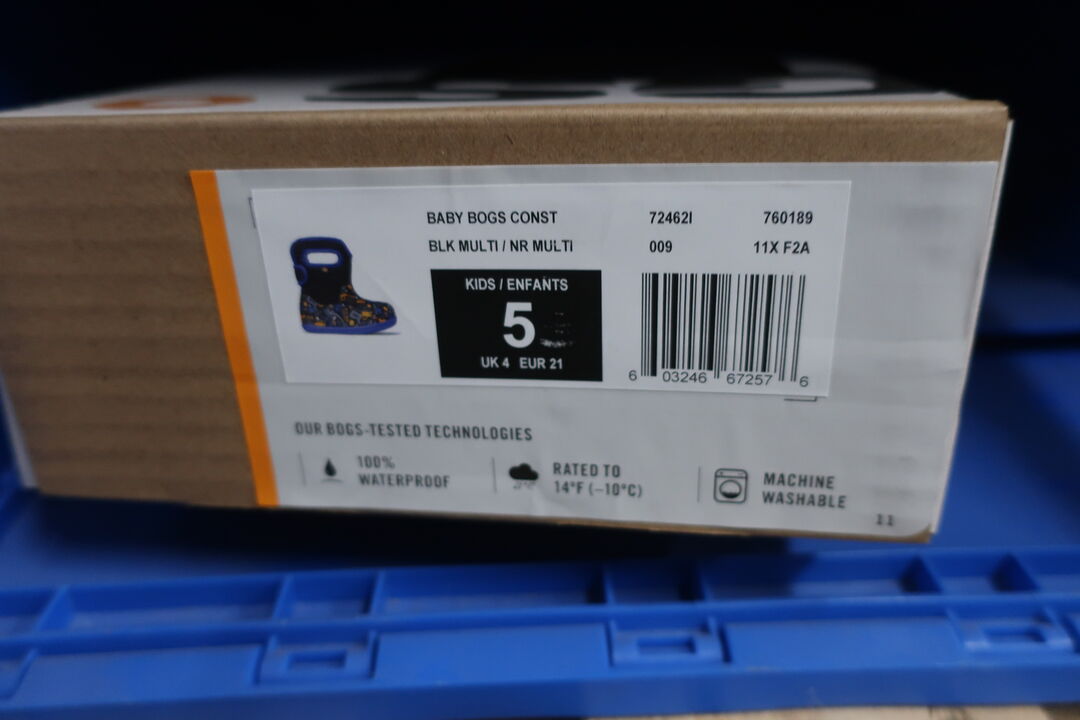 BABY BOGS CONST 72462I 760189
BLK MULTI / NR MULTI 009 11X F2A
KIDS / ENFANTS
5
UK 4 EUR 21
6 03246 67257 6
OUR BOGS-TESTED TECHNOLOGIES
100%
WATERPROOF
RATED TO
14°F (–10°C)
MACHINE
WASHABLE
11